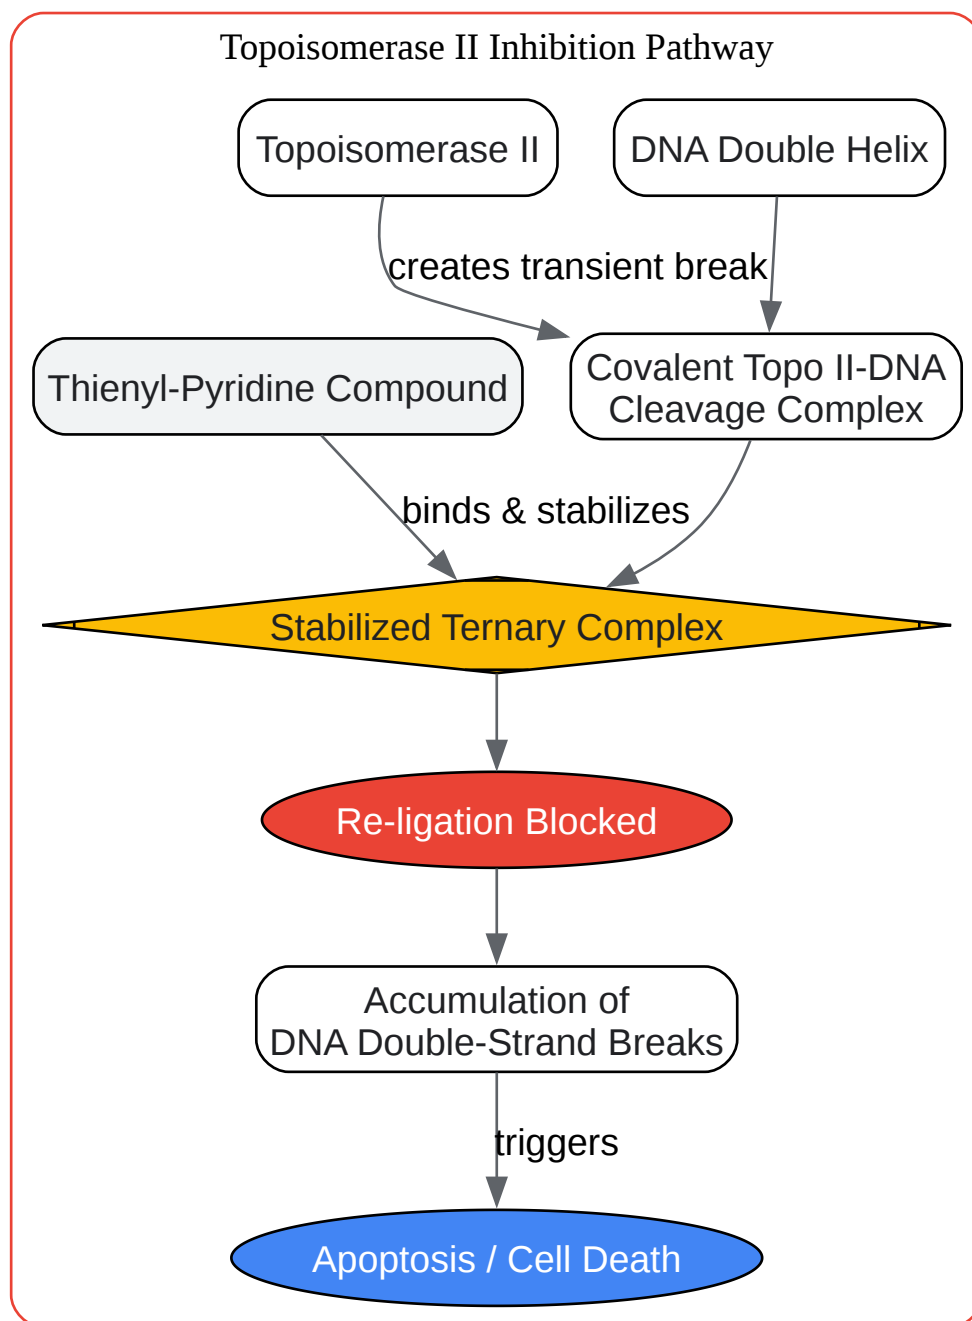 Topoisomerase II Inhibition Pathway
Topoisomerase II
DNA Double Helix
creates transient break
Thienyl-Pyridine Compound
Covalent Topo II-DNA
Cleavage Complex
binds & stabilizes
Stabilized Ternary Complex
Re-ligation Blocked
Accumulation of
DNA Double-Strand Breaks
triggers
Apoptosis / Cell Death